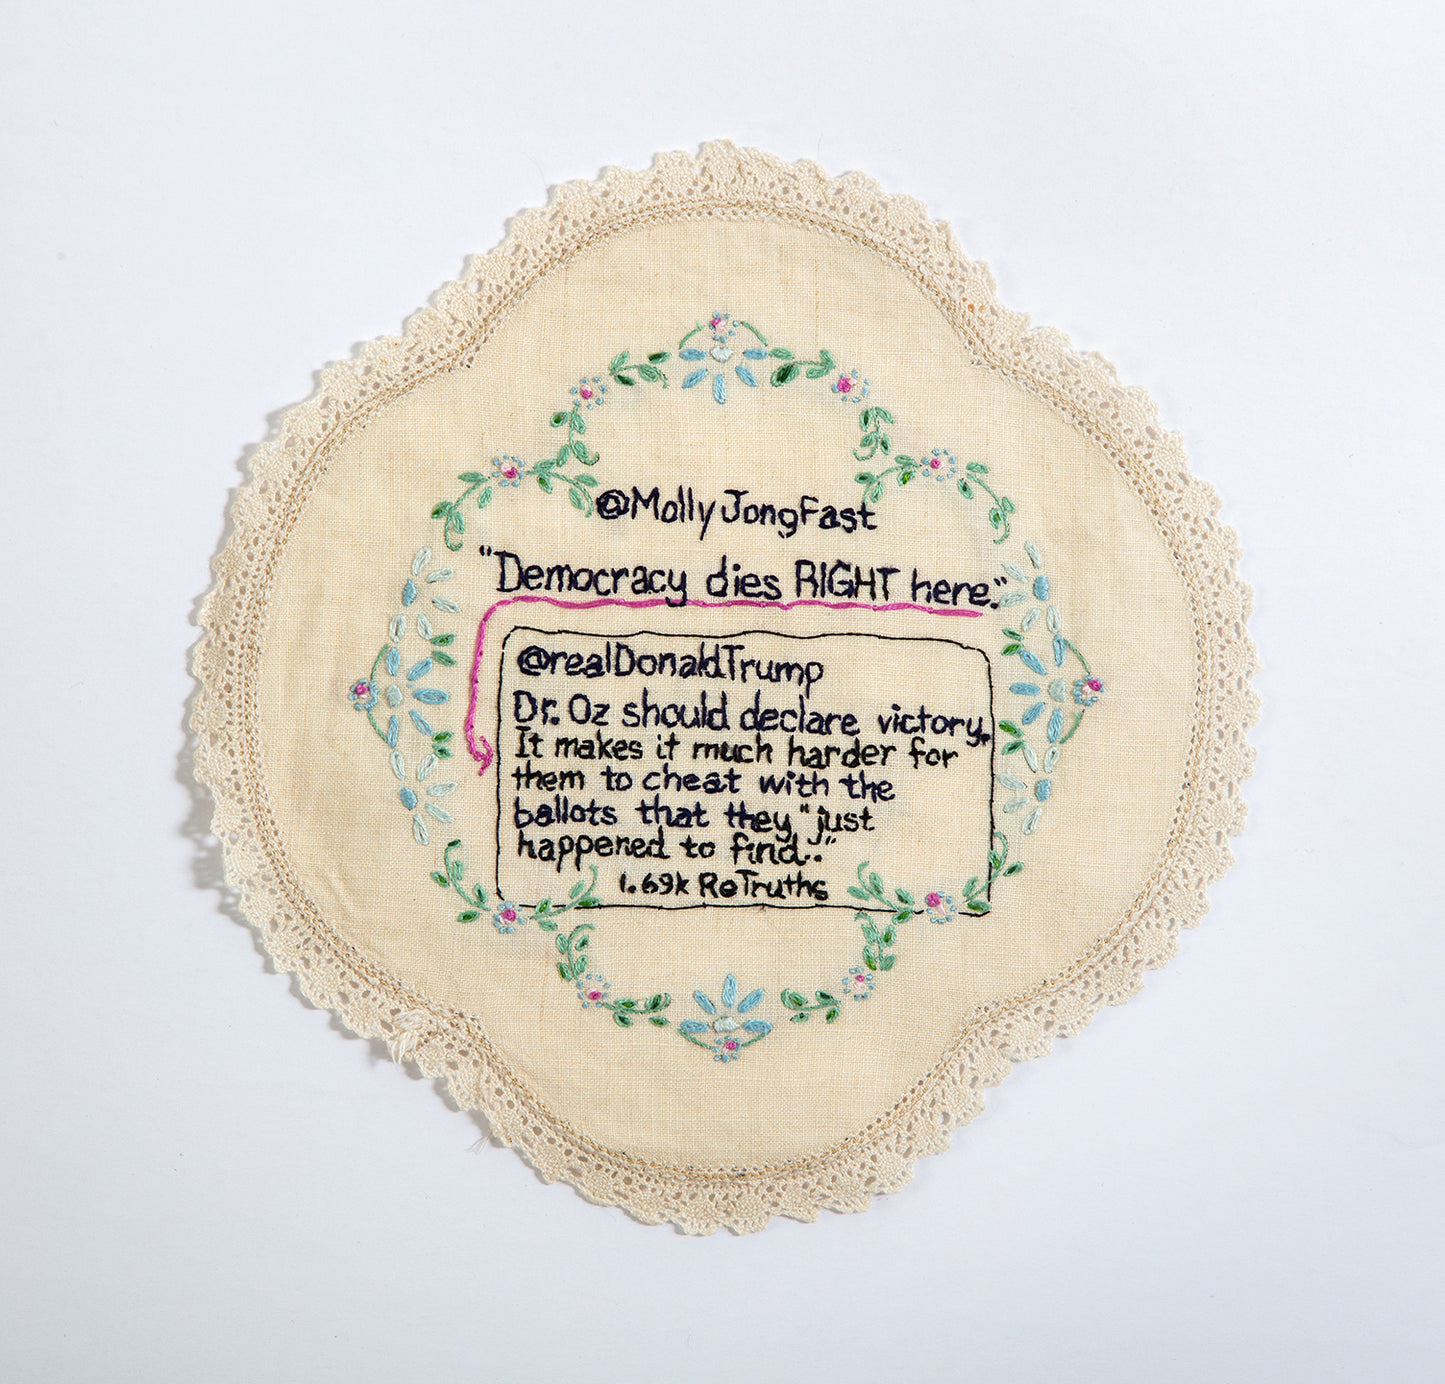 @MollyJongFast
"Democracy dies RIGHT here."
@realDonaldTrump
Dr. Oz should declare victory.
It makes it much harder for
them to cheat with the
ballots that they "just
happened to find.."
1.69k ReTruths